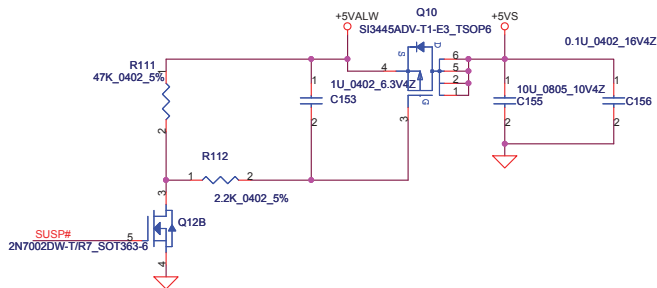 +5VALW
Q10
SI3445ADV-T1-E3_TSOP6
+5VS
0.1U_0402_16V4Z
R111
47K_0402_5%
1
2
1
1U_0402_6.3V4Z
C153
2
S
D
G
4
6
5
2
1
3
1
10U_0805_10V4Z
C155
2
1
C156
2
R112
1
2
2.2K_0402_5%
3
Q12B
SUSP#
5
2N7002DW-T/R7_SOT363-6
4